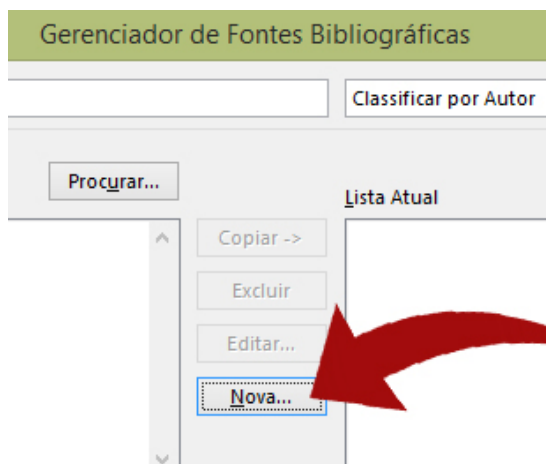 Gerenciador de Fontes Bibliográficas
Classificar por Autor
Procurar...
Lista Atual
Copiar ->
Excluir
Editar...
Nova...